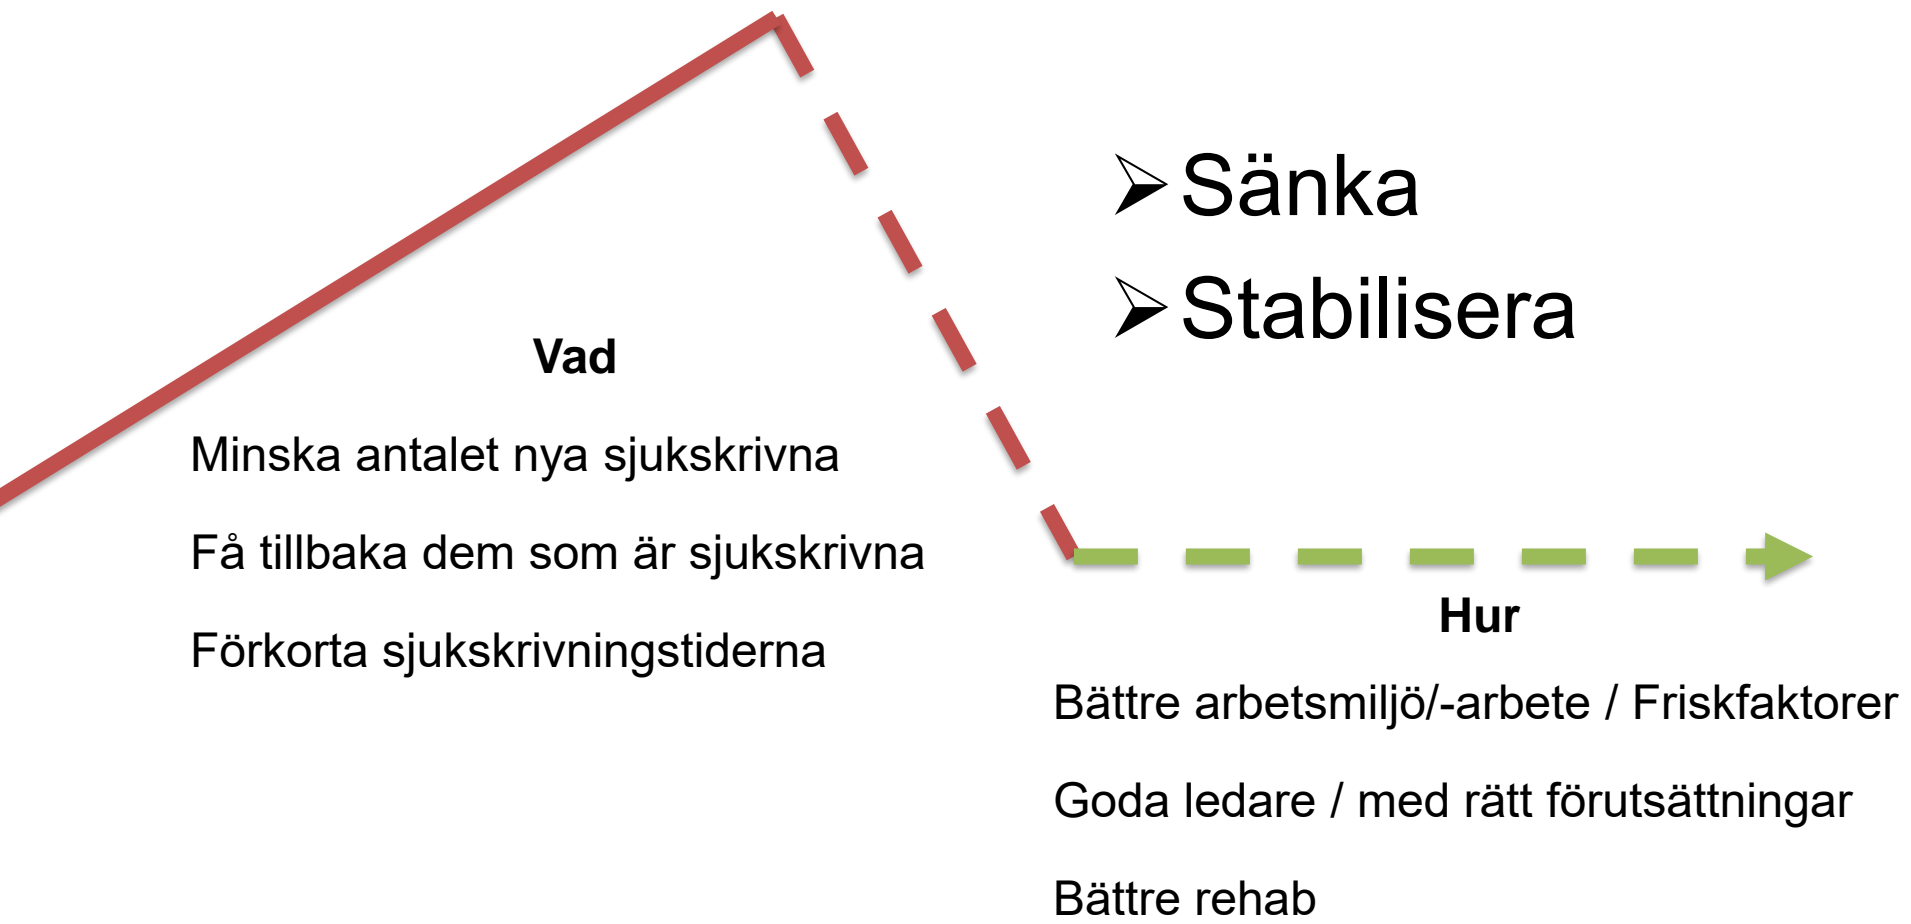 ➢Sänka
➢Stabilisera
Vad
Minska antalet nya sjukskrivna
Få tillbaka dem som är sjukskrivna
Förkorta sjukskrivningstiderna
Hur
Bättre arbetsmiljö/-arbete / Friskfaktorer
Goda ledare / med rätt förutsättningar
Bättre rehab